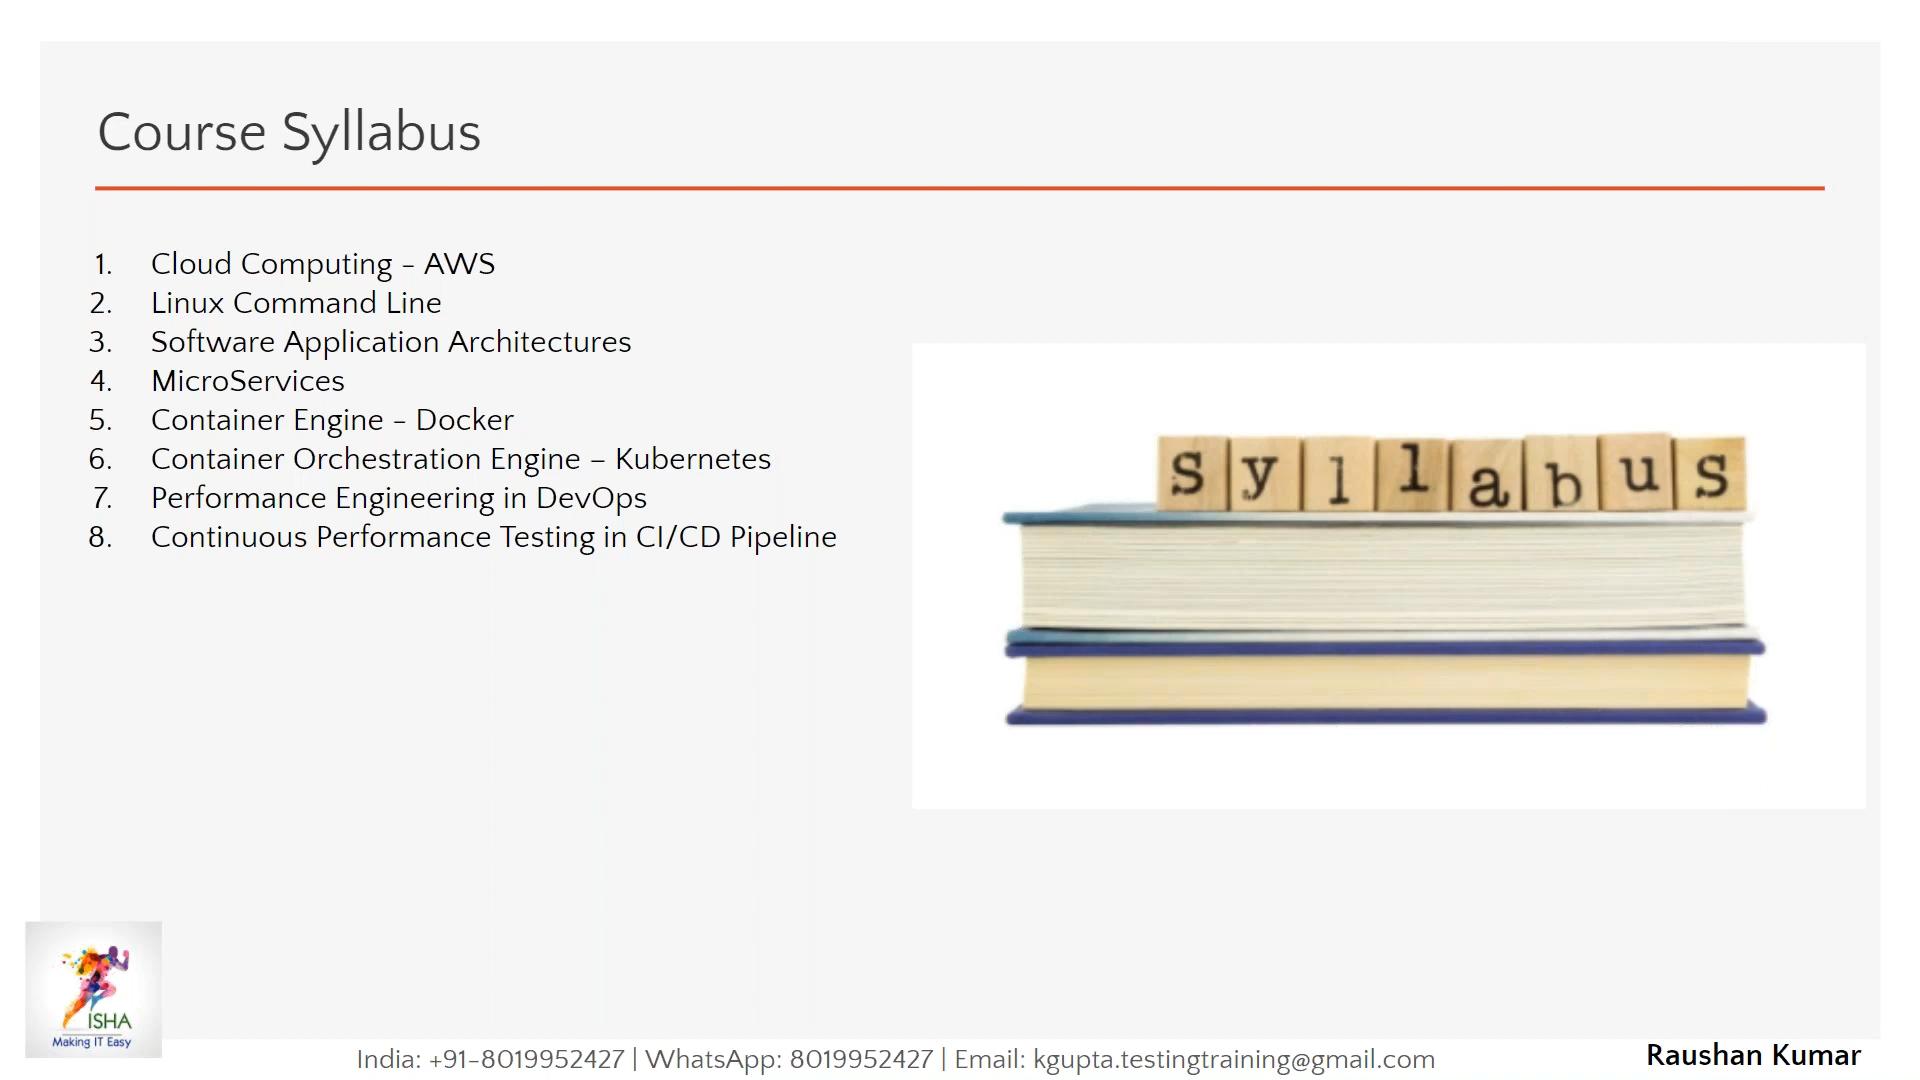 Course Syllabus
1. Cloud Computing - AWS
2. Linux Command Line
3. Software Application Architectures
4. MicroServices
5. Container Engine - Docker
6. Container Orchestration Engine – Kubernetes
7. Performance Engineering in DevOps
8. Continuous Performance Testing in CI/CD Pipeline
syllabus
ISHA
Making IT Easy
India: +91-8019952427 | WhatsApp: 8019952427 | Email: kgupta.testingtraining@gmail.com
Raushan Kumar